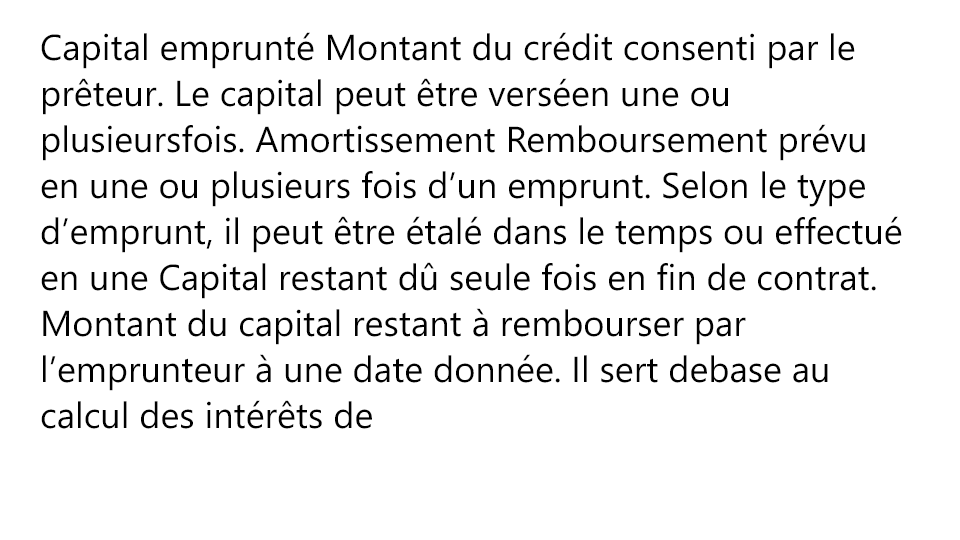 Capital emprunté Montant du crédit consenti par le
prêteur. Le capital peut être verséen une ou
plusieursfois. Amortissement Remboursement prévu
en une ou plusieurs fois d’un emprunt. Selon le type
d’emprunt, il peut être étalé dans le temps ou effectué
en une Capital restant dû seule fois en fin de contrat.
Montant du capital restant à rembourser par
l’emprunteur à une date donnée. Il sert debase au
calcul des intérêts de